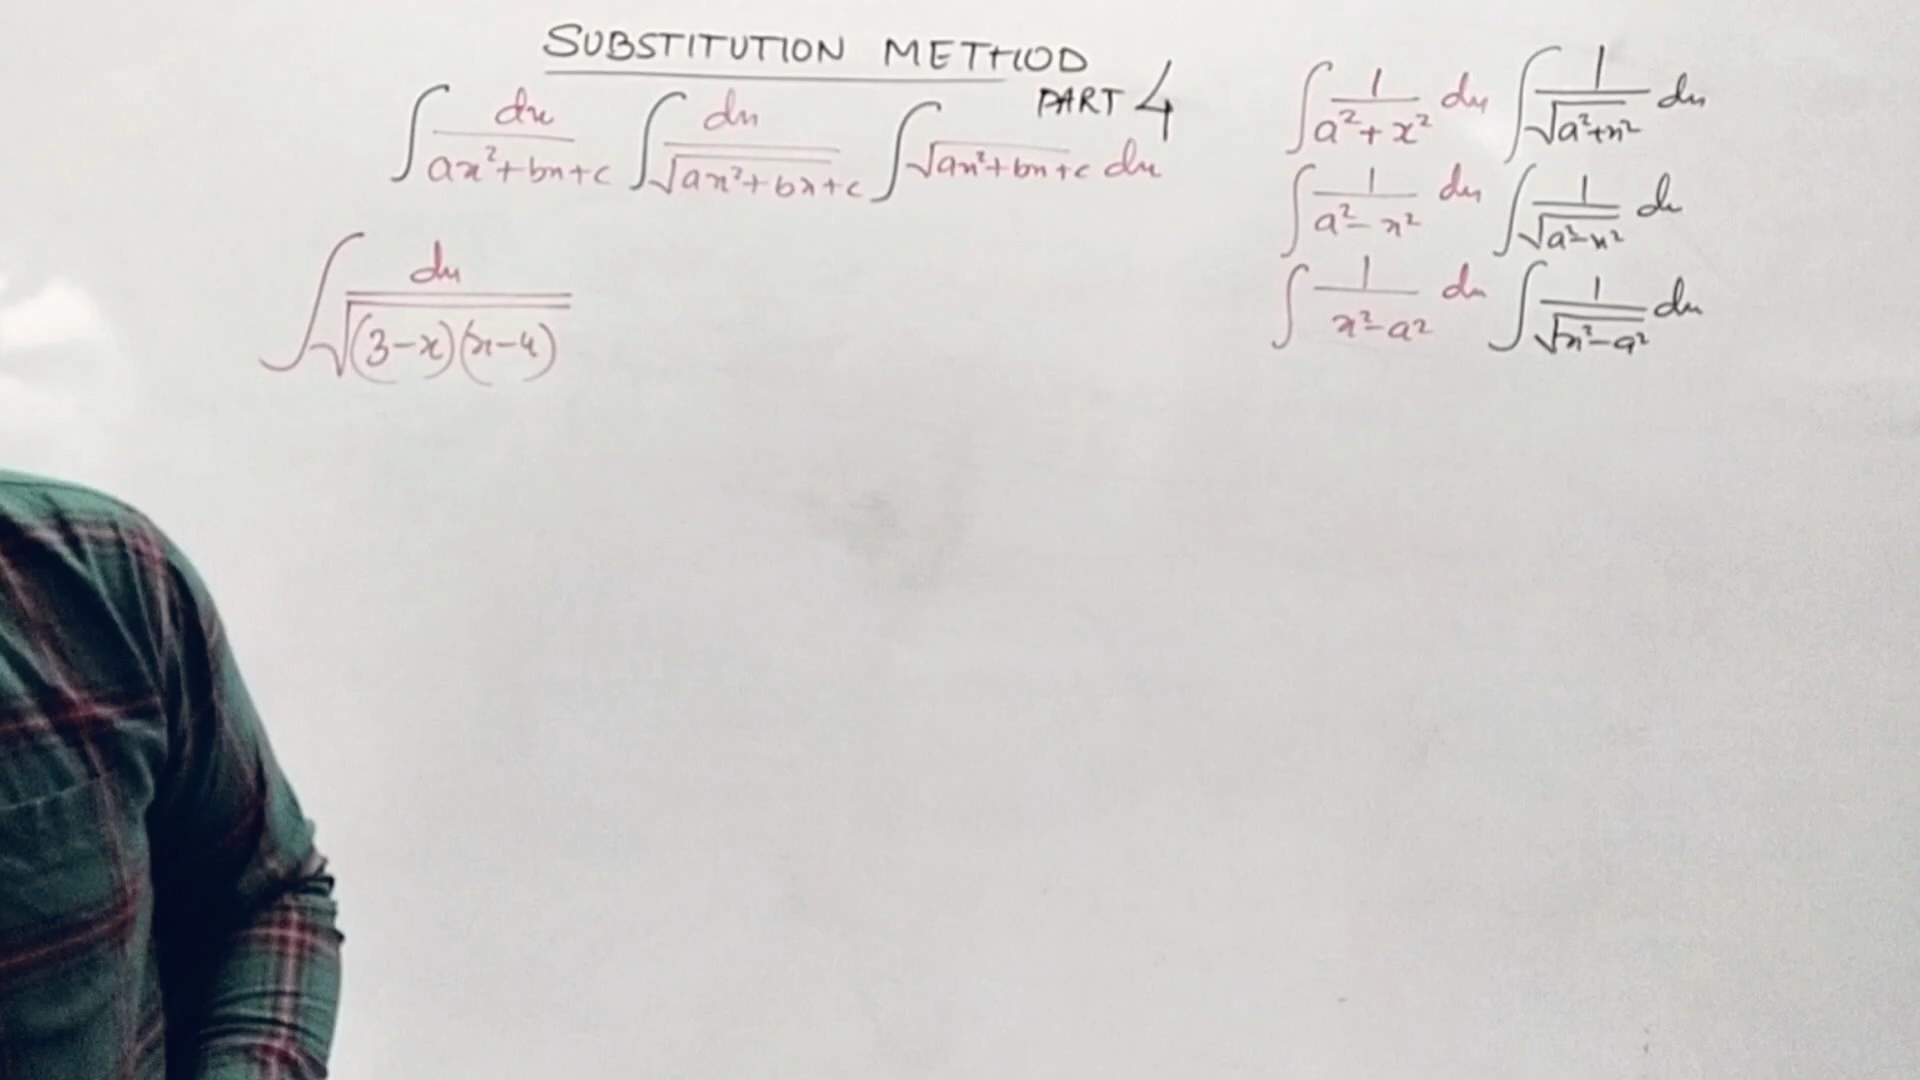 SUBSTITUTION METHOD
PART 4
∫ dx / ax²+bx+c ∫ dx / √ax²+bx+c ∫ √ax²+bx+c dx
∫ dx / √(3-x)(x-4)
∫ 1 / a²+x² dx ∫ 1 / √a²+x² dx
∫ 1 / a²-x² dx ∫ 1 / √a²-x² dx
∫ 1 / x²-a² dx ∫ 1 / √x²-a² dx